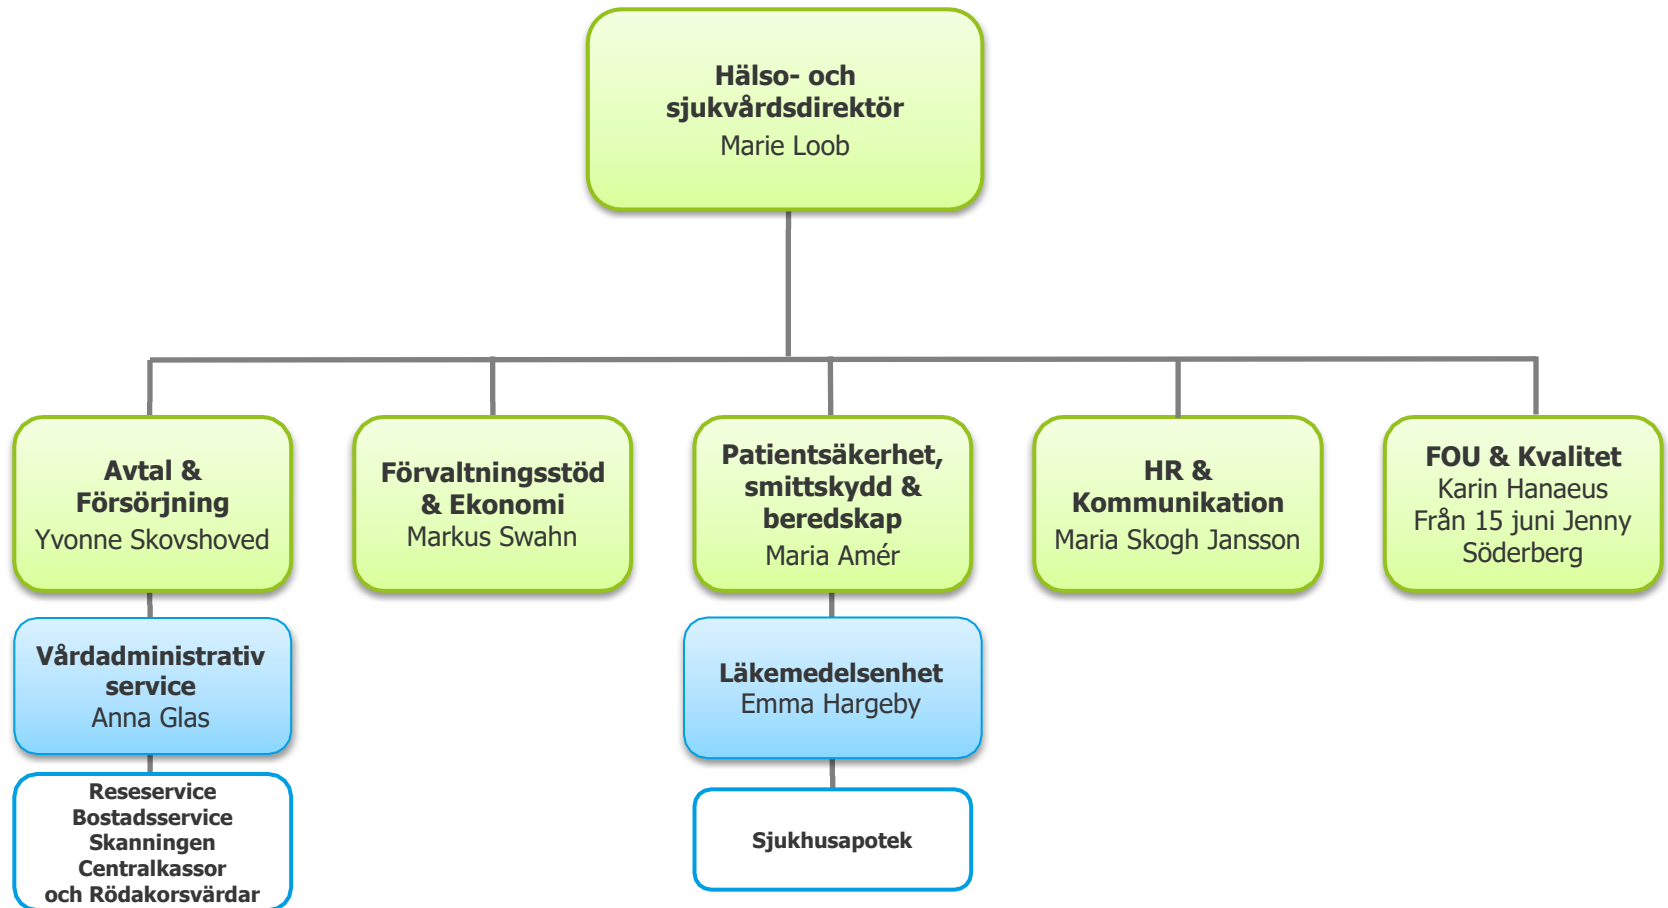 Hälso- och
sjukvårdsdirektör
Marie Loob
Avtal &
Försörjning
Yvonne Skovshoved
Förvaltningsstöd
& Ekonomi
Markus Swahn
Patientsäkerhet,
smittskydd &
beredskap
Maria Amér
HR &
Kommunikation
Maria Skogh Jansson
FOU & Kvalitet
Karin Hanaeus
Från 15 juni Jenny
Söderberg
Vårdadministrativ
service
Anna Glas
Läkemedelsenhet
Emma Hargeby
Reseservice
Bostadsservice
Skanningen
Centralkassor
och Rödakorsvärdar
Sjukhusapotek